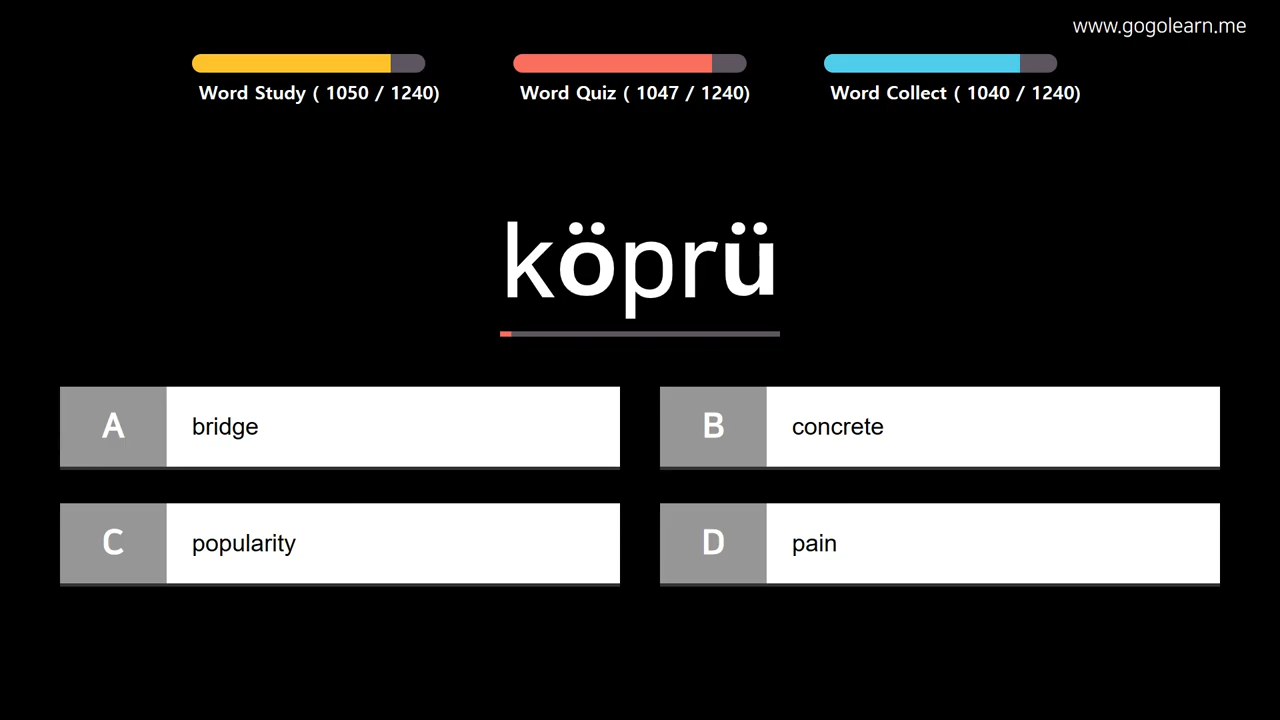 www.gogolearn.me
Word Study ( 1050 / 1240)
Word Quiz ( 1047 / 1240)
Word Collect ( 1040 / 1240)
köprü
A bridge
B concrete
C popularity
D pain